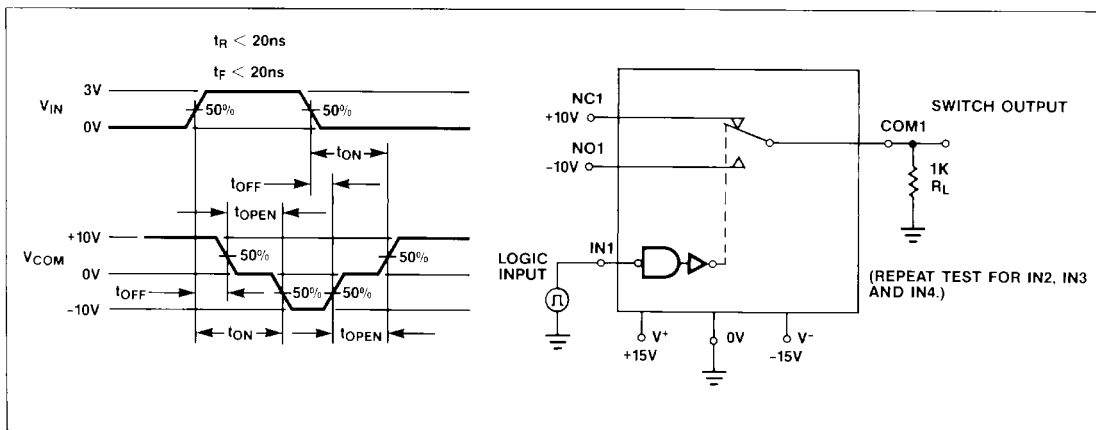 tR < 20ns
tF < 20ns
3V
VIN
0V
50%
50%
tON
tOFF
tOPEN
+10V
VCOM
0V
-10V
50%
50%
50%
50%
tOFF
tON
tOPEN
NC1
+10V
NO1
-10V
COM1
SWITCH OUTPUT
1K
RL
LOGIC
INPUT
IN1
(REPEAT TEST FOR IN2, IN3
AND IN4.)
V+
+15V
0V
V-
-15V